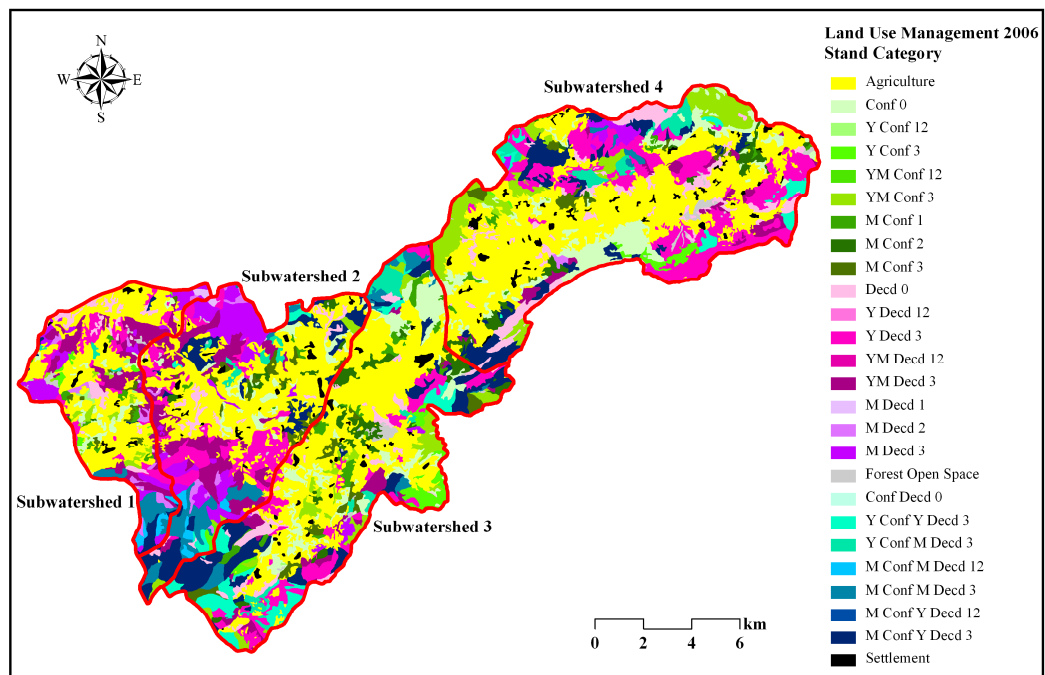 Land Use Management 2006
Stand Category
N
W
E
S
Subwatershed 4
Subwatershed 2
Subwatershed 1
Subwatershed 3
Agriculture
Conf 0
Y Conf 12
Y Conf 3
YM Conf 12
YM Conf 3
M Conf 1
M Conf 2
M Conf 3
Decd 0
Y Decd 12
Y Decd 3
YM Decd 12
YM Decd 3
M Decd 1
M Decd 2
M Decd 3
Forest Open Space
Conf Decd 0
Y Conf Y Decd 3
Y Conf M Decd 3
M Conf M Decd 12
M Conf M Decd 3
M Conf Y Decd 12
M Conf Y Decd 3
Settlement
km
0 2 4 6